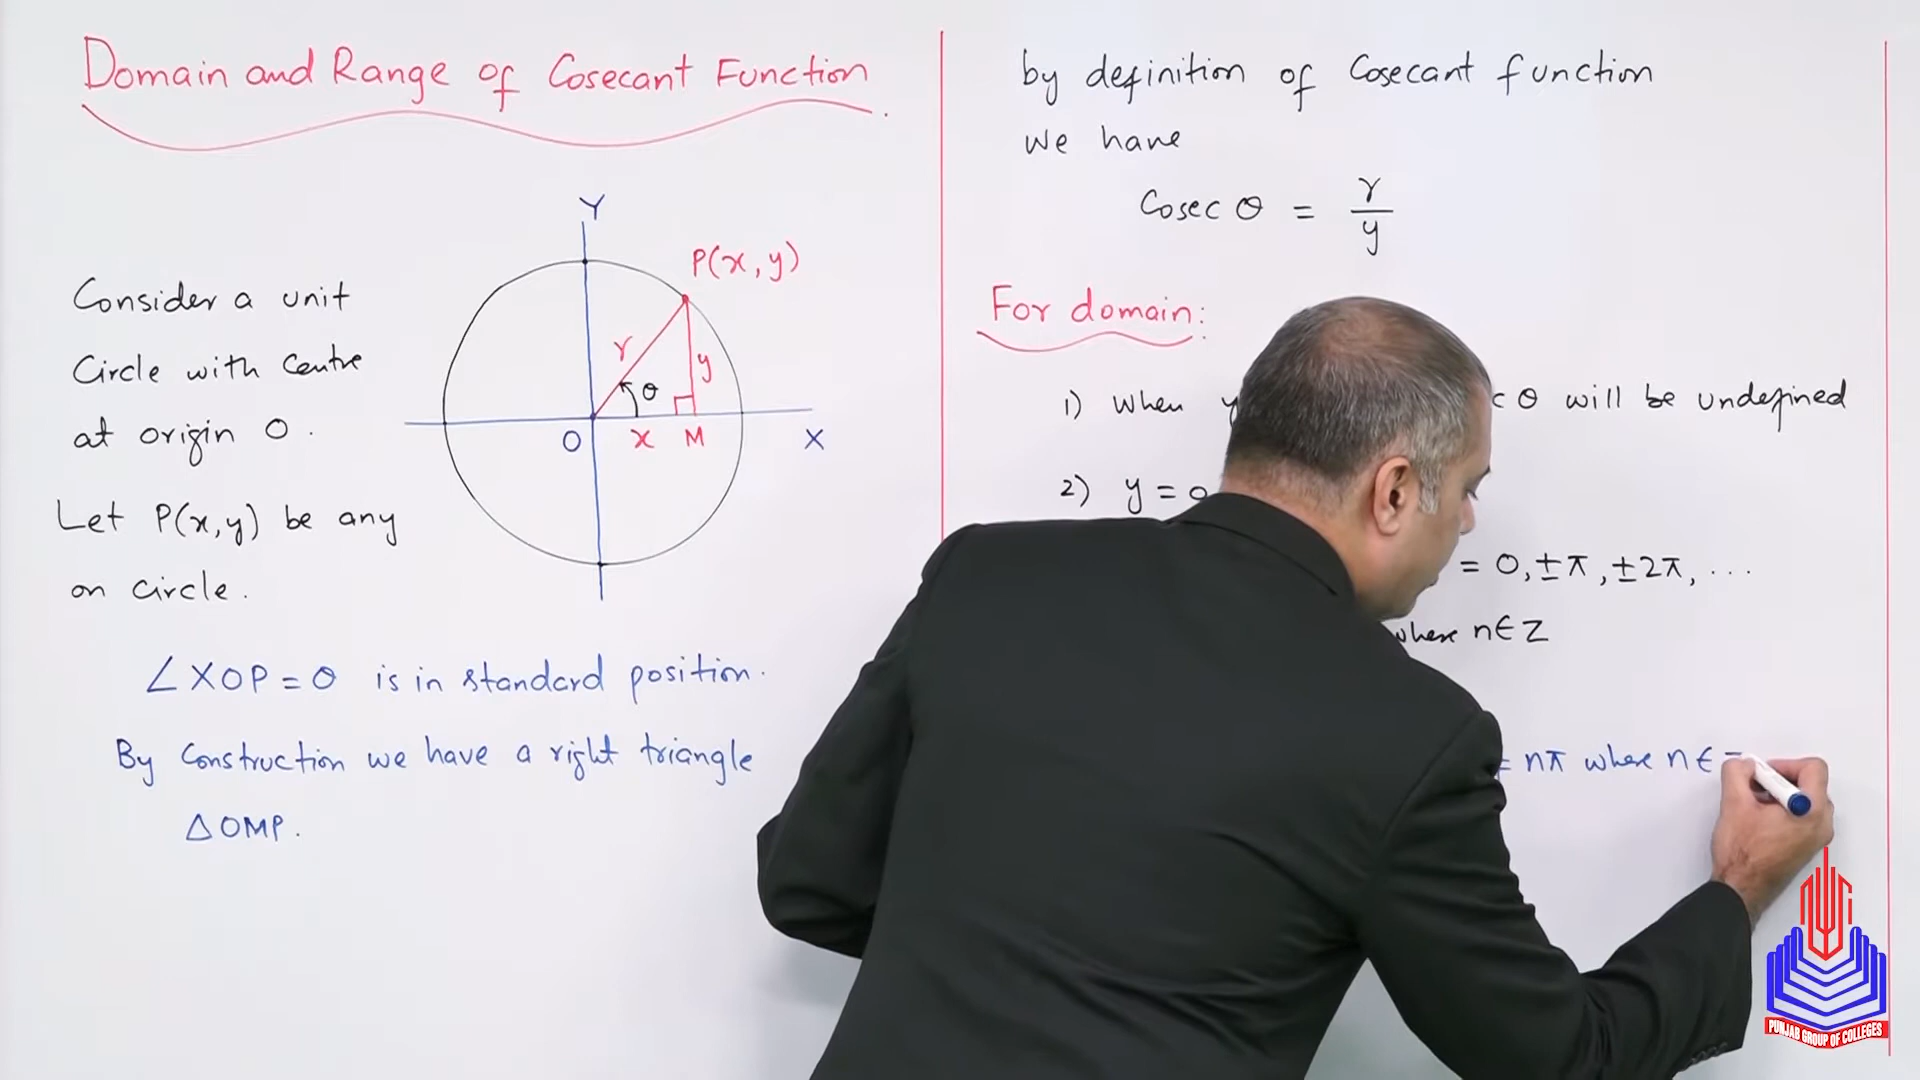 Domain and Range of Cosecant Function.
Consider a unit
Circle with Centre
at origin O.
Let P(x,y) be any
on circle.
Y
P(x,y)
r
y
θ
O
x
M
X
∠XOP = θ is in standard position.
By Construction we have a right triangle
△OMP.
by definition of Cosecant function
we have
Cosec θ = r/y
For domain:
1) when y c θ will be undefined
2) y = 0
= 0, ±π, ±2π, ...
where n∈Z
= nπ where n ∈
PUNJAB GROUP OF COLLEGES